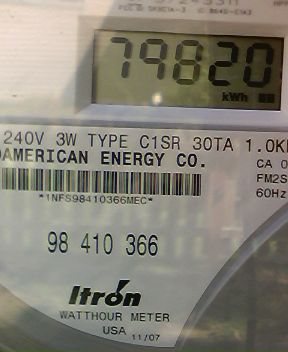 79820
kWh
240V 3W TYPE C1SR 30TA 1.0K
AMERICAN ENERGY CO.
*1NFS98410366MEC*
CA 0
FM2S
60Hz
98 410 366
Itron
WATTHOUR METER
USA 11/07